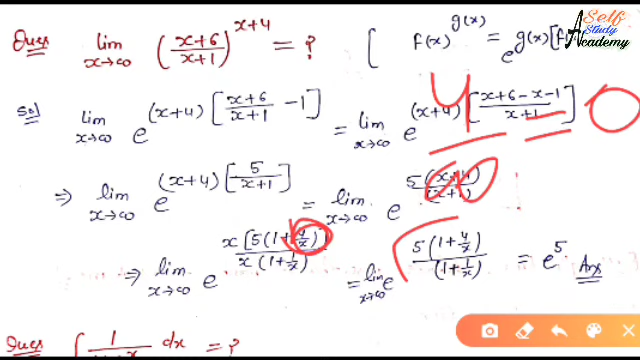 Ques lim x→∞ (x+6/x+1)^(x+4) = ? [ f(x)^g(x) = e^g(x)[f(
Self Study Academy
Sol lim x→∞ e^(x+4)[x+6/x+1 -1] = lim x→∞ e^(x+4)[x+6-x-1/x+1]
⇒ lim x→∞ e^(x+4)[5/x+1] = lim x→∞ e^5(x+4)/(x+1)
⇒ lim x→∞ e^x[5(1+4/x)]/x(1+1/x) = lim x→∞ e^5(1+4/x)/(1+1/x) = e^5 Ans
Ques ∫ 1 dx = ?